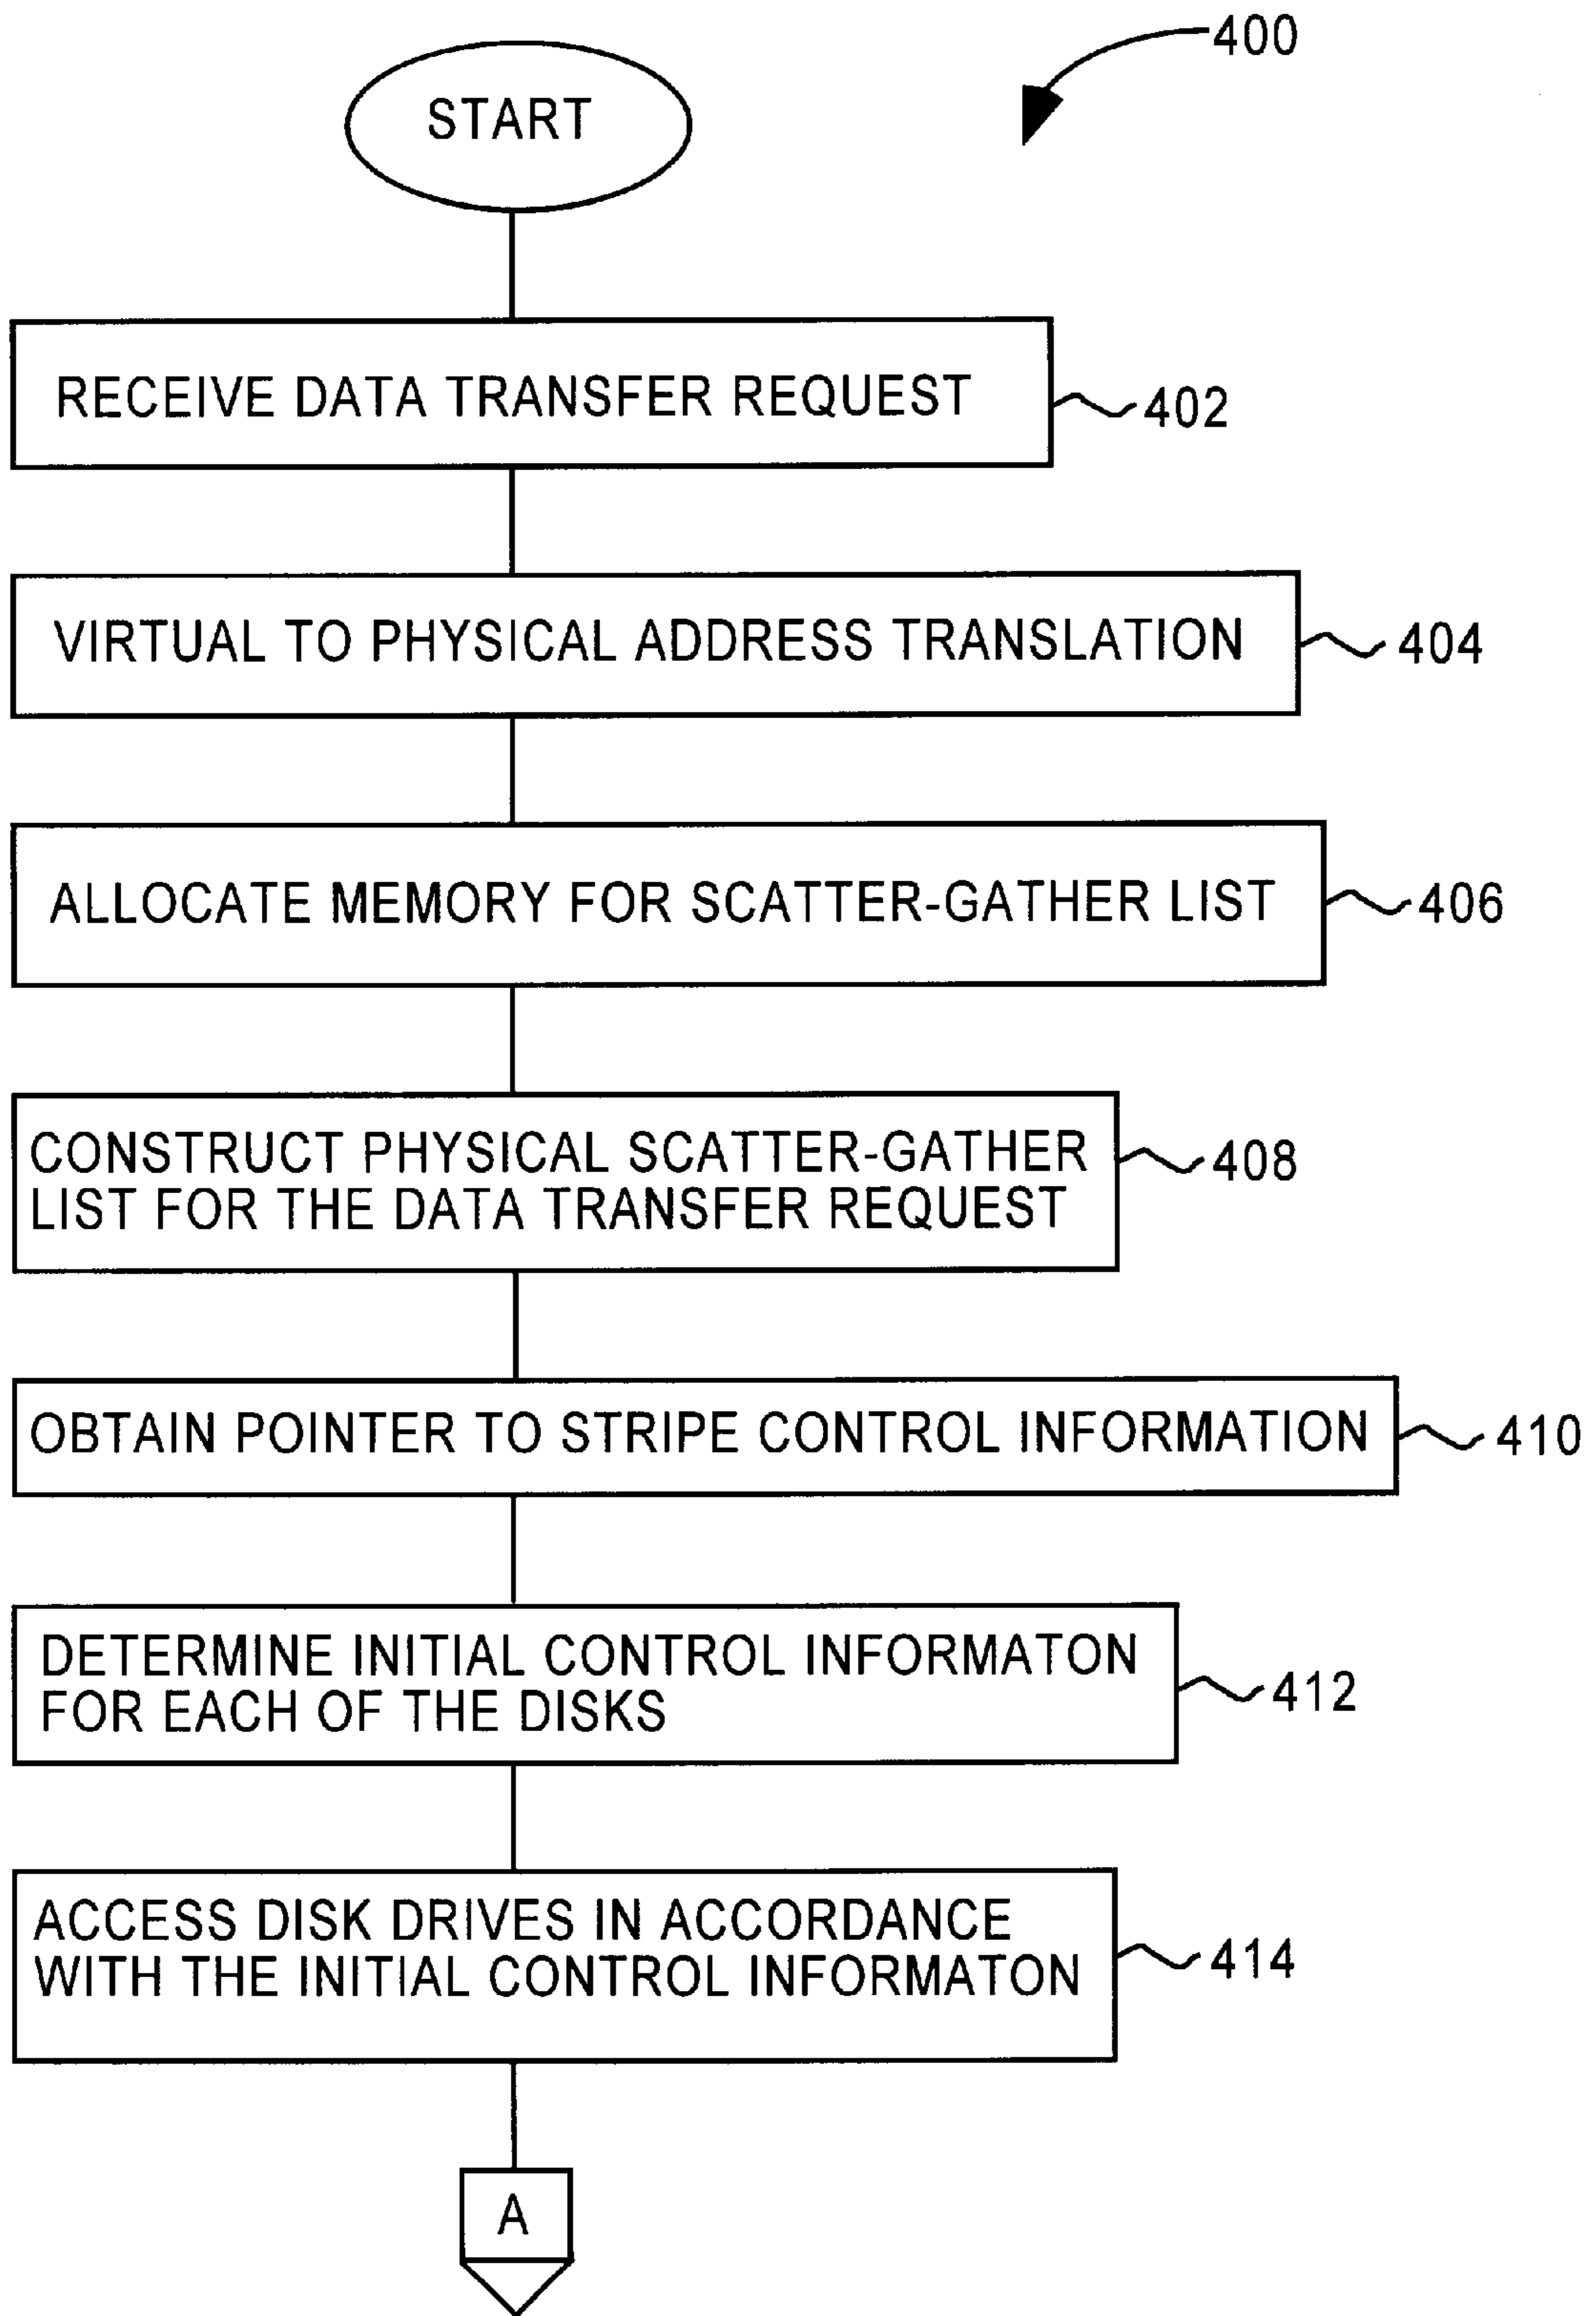 400
START
RECEIVE DATA TRANSFER REQUEST
402
VIRTUAL TO PHYSICAL ADDRESS TRANSLATION
404
ALLOCATE MEMORY FOR SCATTER-GATHER LIST
406
CONSTRUCT PHYSICAL SCATTER-GATHER
LIST FOR THE DATA TRANSFER REQUEST
408
OBTAIN POINTER TO STRIPE CONTROL INFORMATION
410
DETERMINE INITIAL CONTROL INFORMATON
FOR EACH OF THE DISKS
412
ACCESS DISK DRIVES IN ACCORDANCE
WITH THE INITIAL CONTROL INFORMATON
414
A